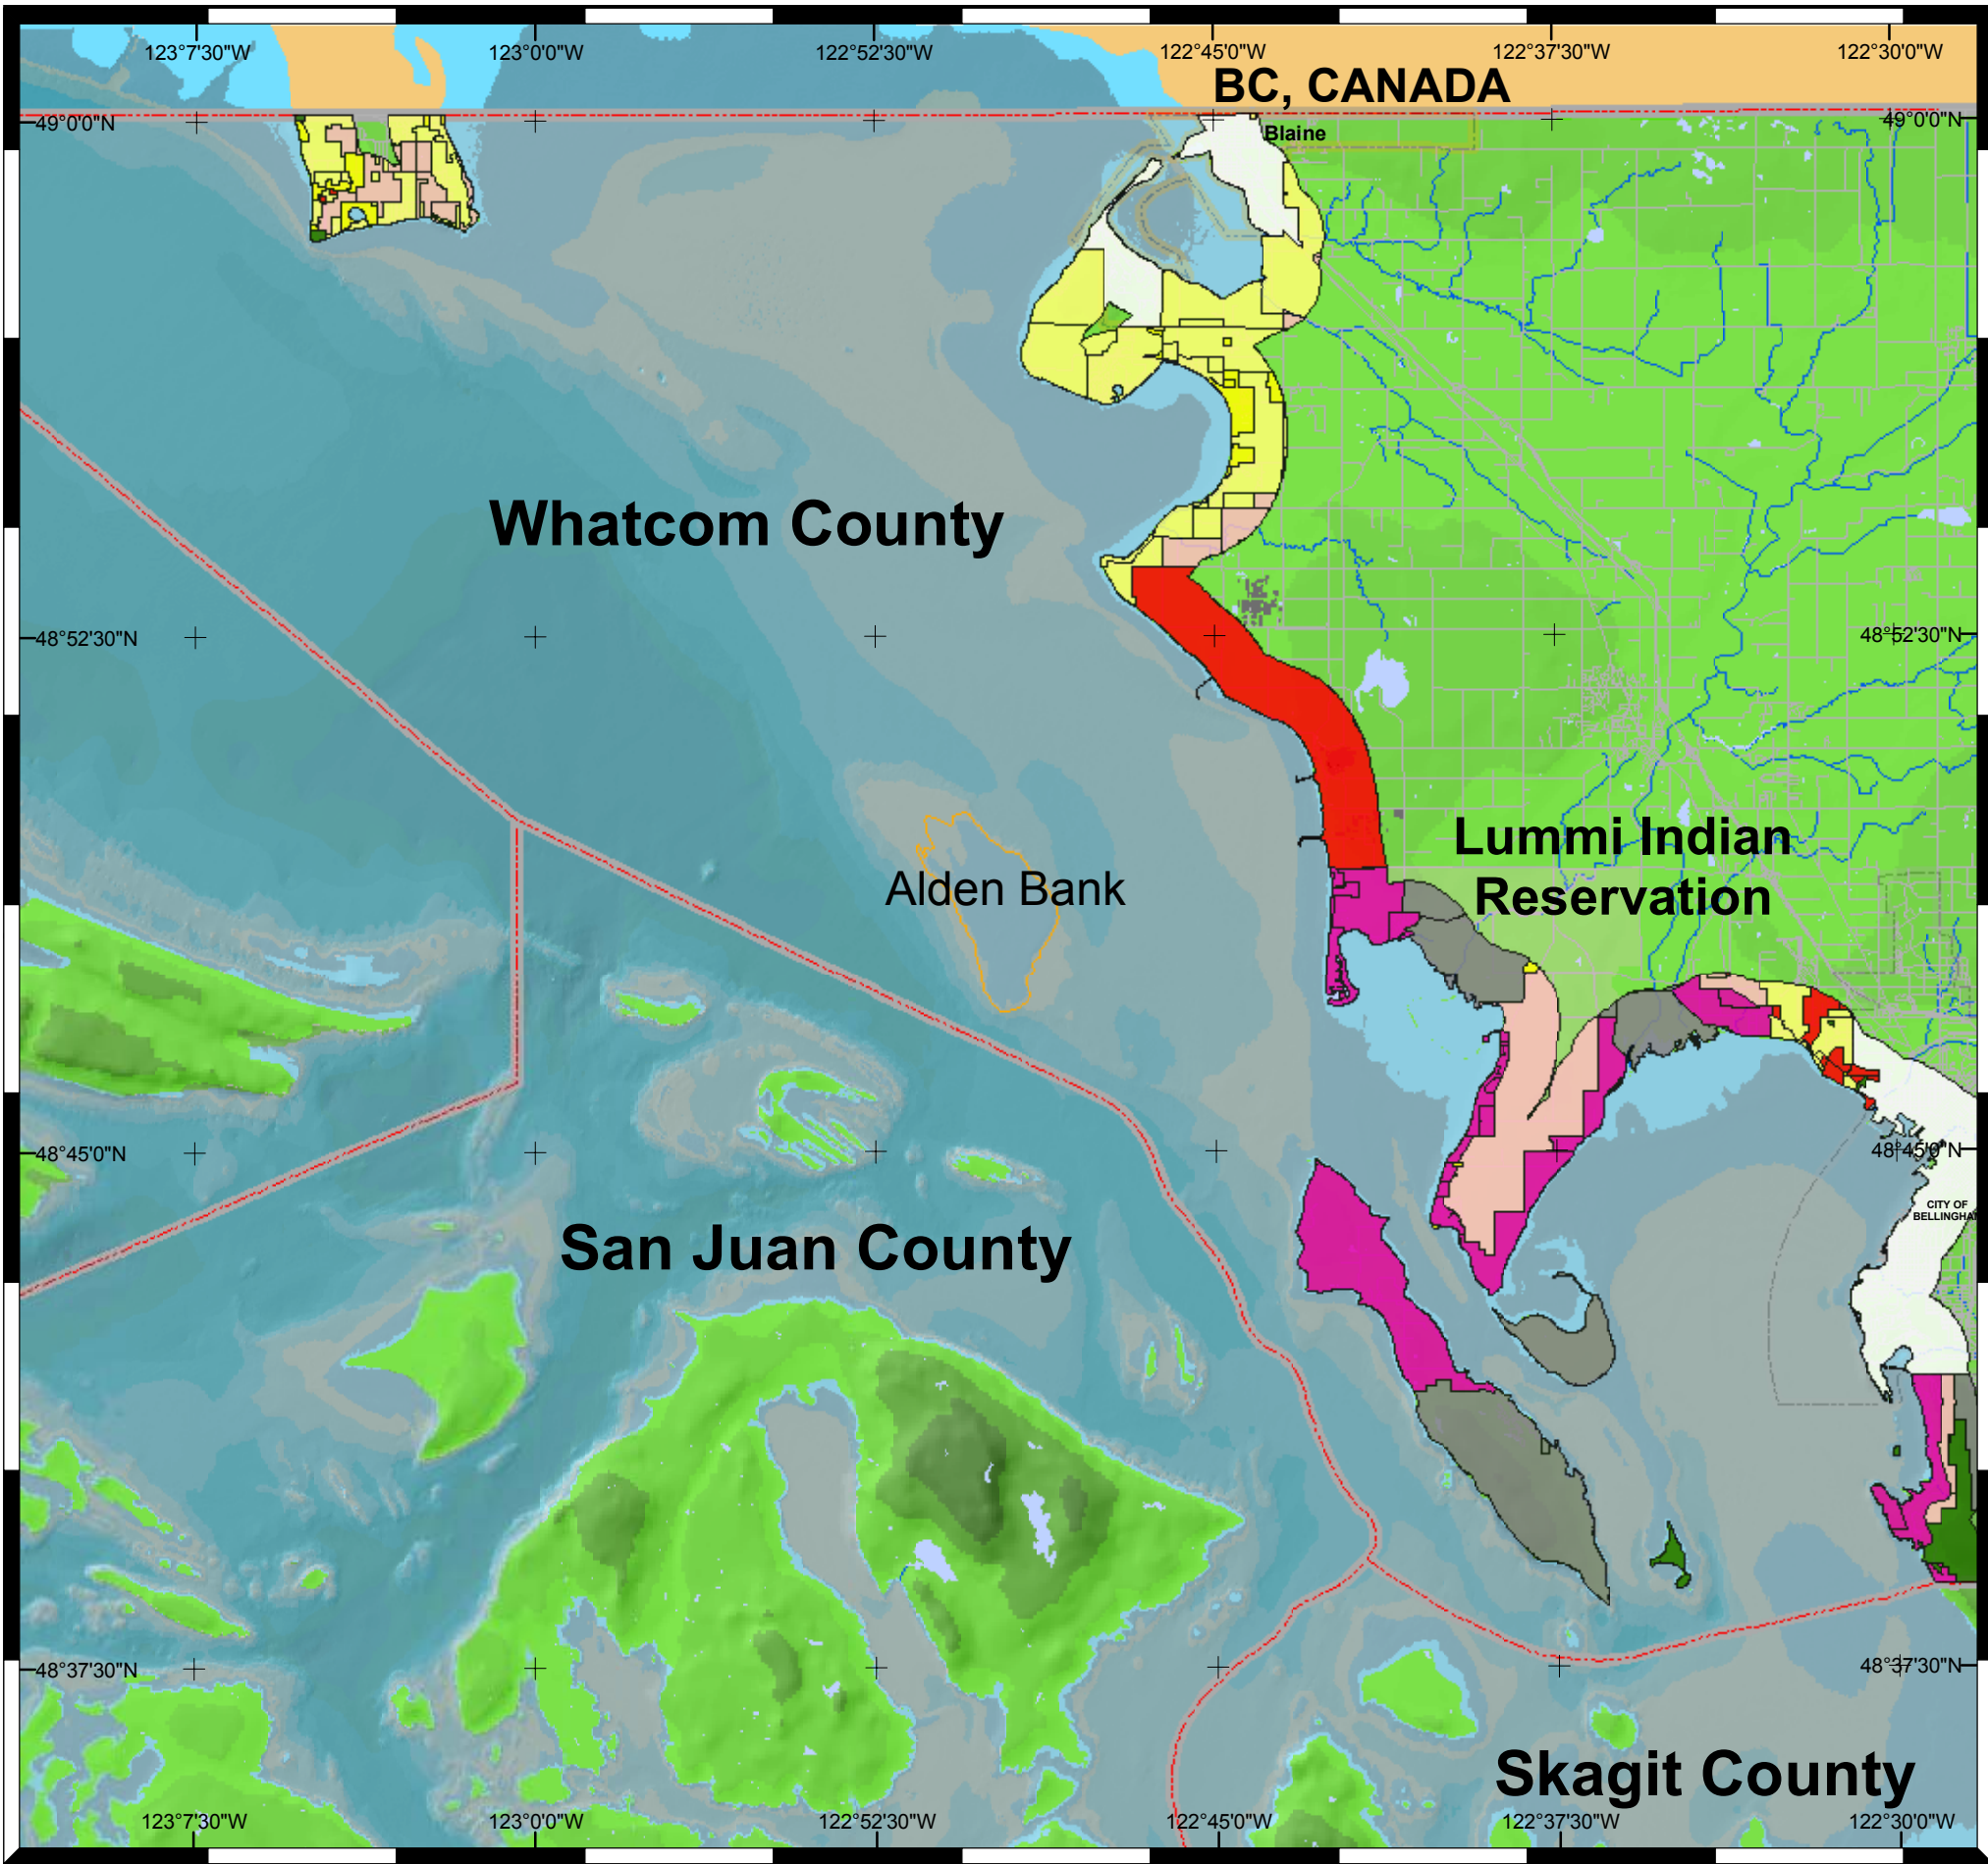 123°7'30"W
123°0'0"W
122°52'30"W
122°45'0"W
122°37'30"W
122°30'0"W
BC, CANADA
49°0'0"N
Blaine
49°0'0"N
Whatcom County
48°52'30"N
48°52'30"N
Lummi Indian
Reservation
Alden Bank
48°45'0"N
48°45'0"N
CITY OF
BELLINGHA
San Juan County
48°37'30"N
48°37'30"N
Skagit County
123°7'30"W
123°0'0"W
122°52'30"W
122°45'0"W
122°37'30"W
122°30'0"W